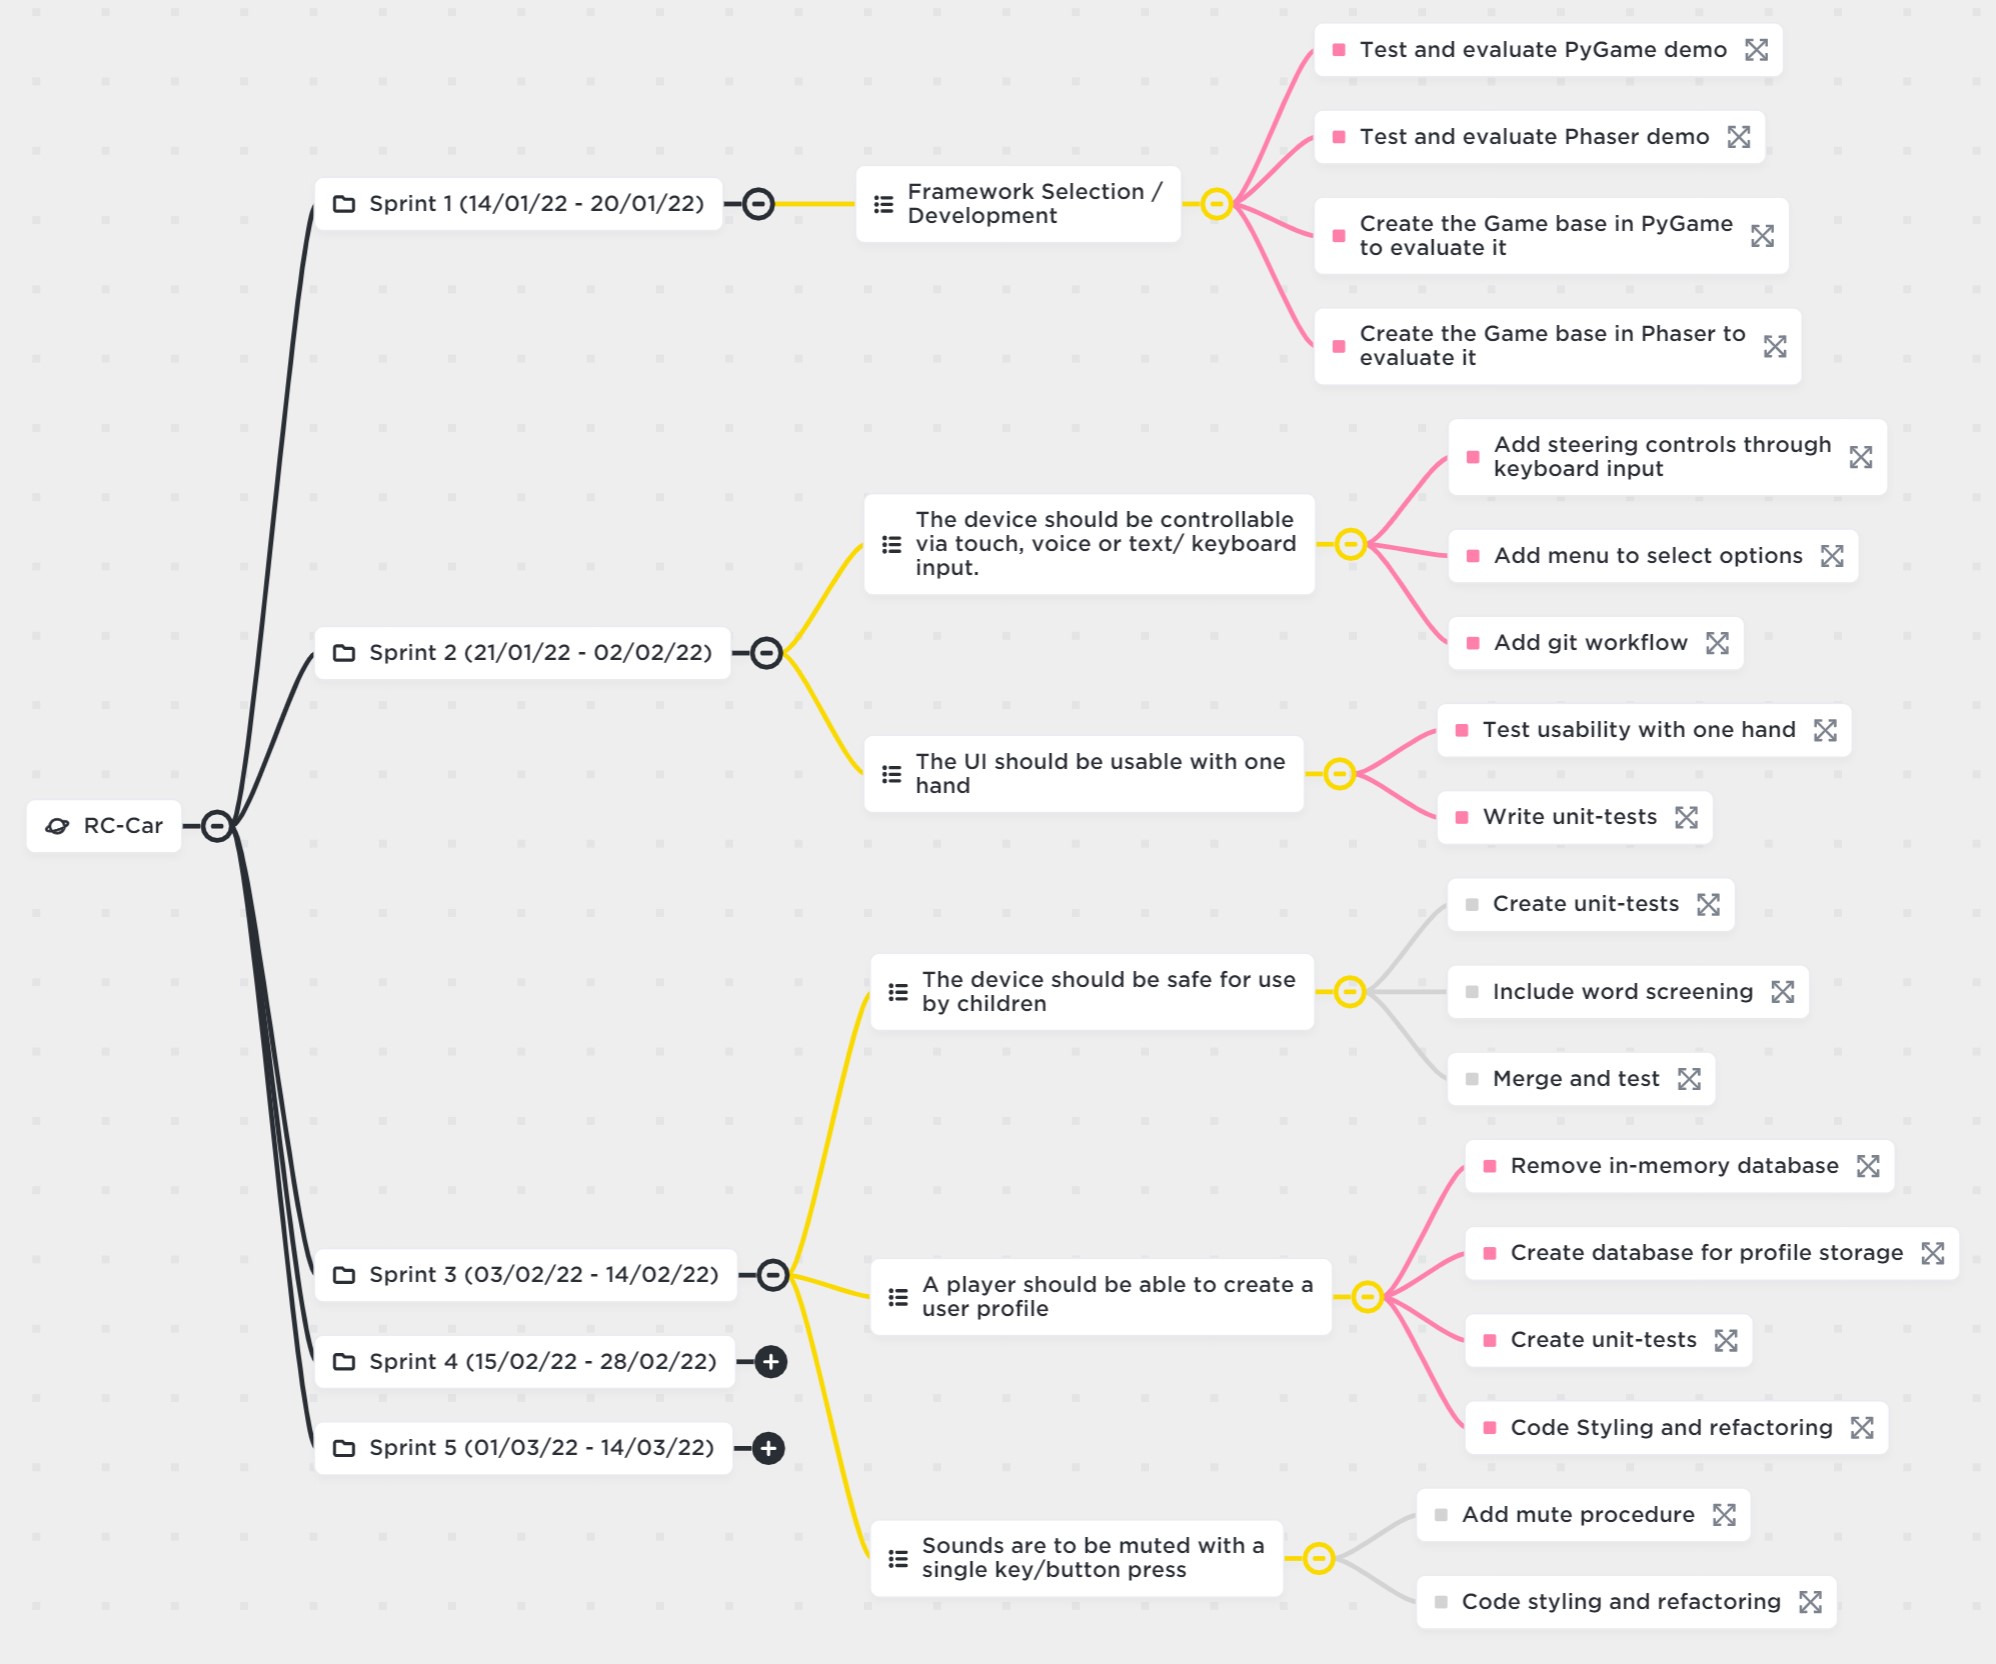 Test and evaluate PyGame demo
Test and evaluate Phaser demo
Sprint 1 (14/01/22 - 20/01/22)
Framework Selection /
Development
Create the Game base in PyGame
to evaluate it
Create the Game base in Phaser to
evaluate it
Add steering controls through
keyboard input
The device should be controllable
via touch, voice or text/ keyboard
input.
Add menu to select options
Add git workflow
Sprint 2 (21/01/22 - 02/02/22)
Test usability with one hand
The UI should be usable with one
hand
Write unit-tests
RC-Car
Create unit-tests
The device should be safe for use
by children
Include word screening
Merge and test
Remove in-memory database
Create database for profile storage
Sprint 3 (03/02/22 - 14/02/22)
A player should be able to create a
user profile
Create unit-tests
Sprint 4 (15/02/22 - 28/02/22)
Code Styling and refactoring
Sprint 5 (01/03/22 - 14/03/22)
Add mute procedure
Sounds are to be muted with a
single key/button press
Code styling and refactoring